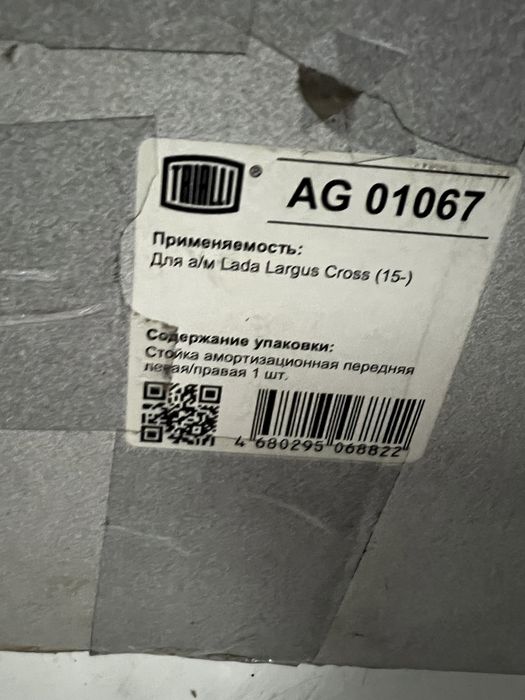 TRIALLI ®
AG 01067
Применяемость:
Для а/м Lada Largus Cross (15-)
Содержание упаковки:
Стойка амортизационная передняя
левая/правая 1 шт.
4 680295 068822